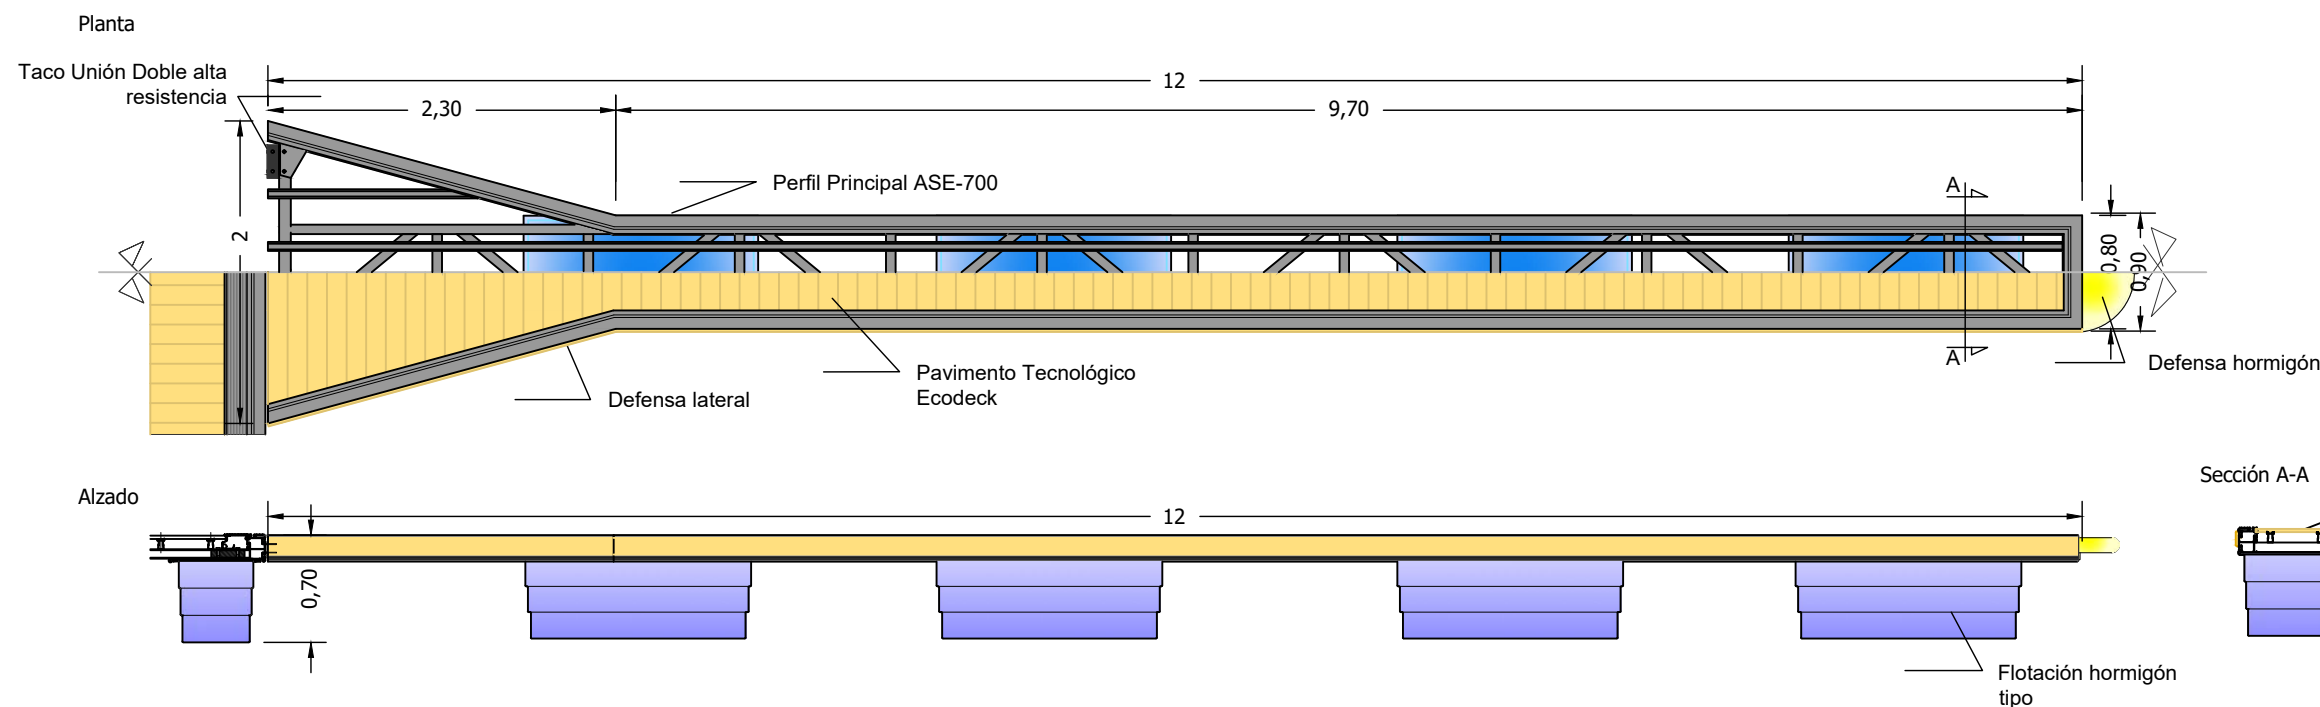 Planta
Taco Unión Doble alta
resistencia
12
2,30
9,70
Perfil Principal ASE-700
A
2
0,80
0,90
A
Defensa hormigón
Pavimento Tecnológico
Ecodeck
Defensa lateral
Sección A-A
Alzado
12
0,70
Flotación hormigón
tipo